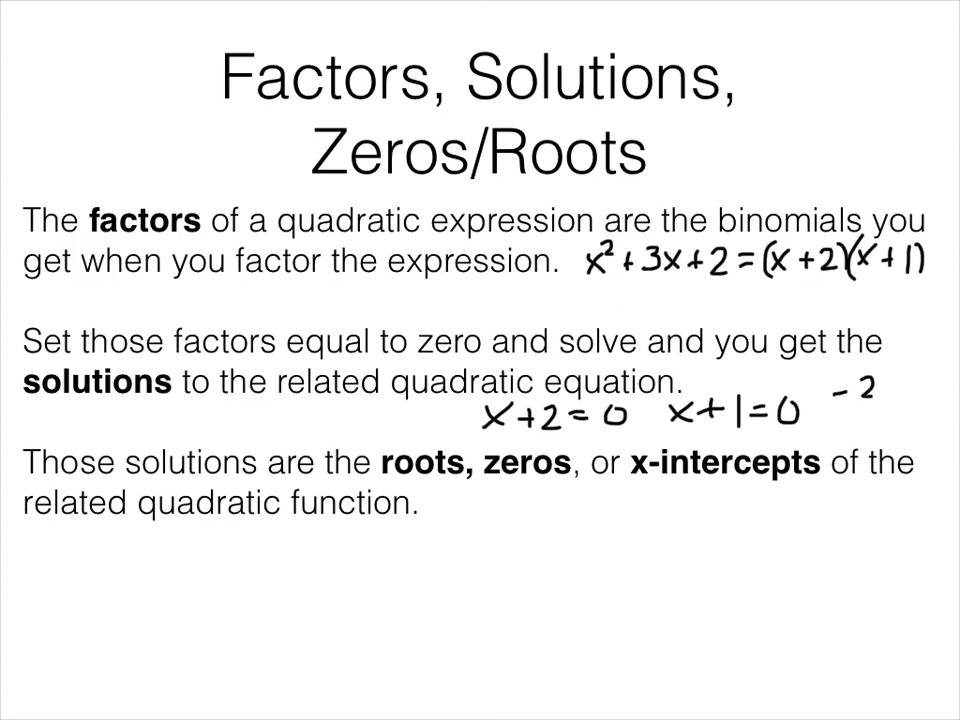 Factors, Solutions,
Zeros/Roots
The factors of a quadratic expression are the binomials you
get when you factor the expression. x² + 3x + 2 = (x + 2)(x + 1)
Set those factors equal to zero and solve and you get the
solutions to the related quadratic equation.
x + 2 = 0 x + 1 = 0 - 2
Those solutions are the roots, zeros, or x-intercepts of the
related quadratic function.